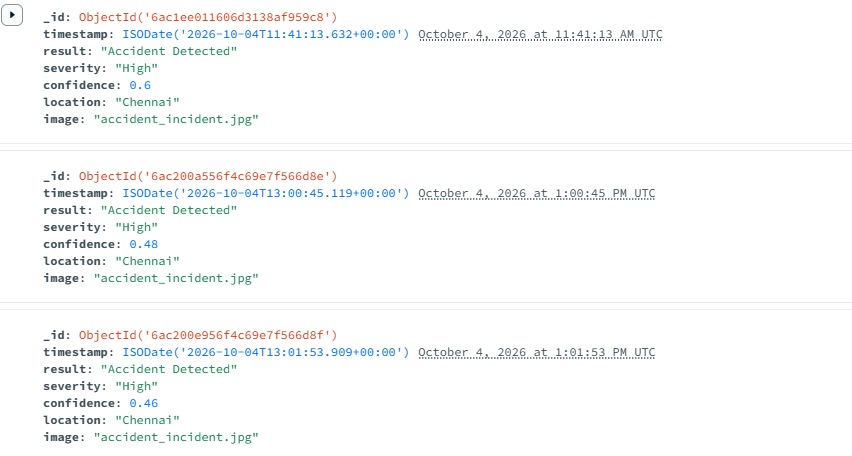 _id: ObjectId('6ac1ee011606d3138af959c8')
timestamp: ISODate('2026-10-04T11:41:13.632+00:00') October 4, 2026 at 11:41:13 AM UTC
result: "Accident Detected"
severity: "High"
confidence: 0.6
location: "Chennai"
image: "accident_incident.jpg"
_id: ObjectId('6ac200a556f4c69e7f566d8e')
timestamp: ISODate('2026-10-04T13:00:45.119+00:00') October 4, 2026 at 1:00:45 PM UTC
result: "Accident Detected"
severity: "High"
confidence: 0.48
location: "Chennai"
image: "accident_incident.jpg"
_id: ObjectId('6ac200e956f4c69e7f566d8f')
timestamp: ISODate('2026-10-04T13:01:53.909+00:00') October 4, 2026 at 1:01:53 PM UTC
result: "Accident Detected"
severity: "High"
confidence: 0.46
location: "Chennai"
image: "accident_incident.jpg"